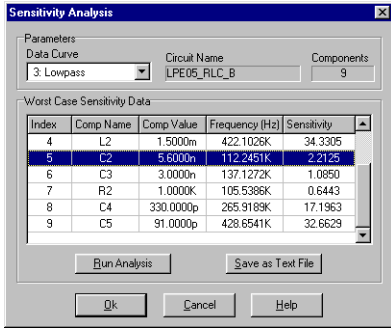 Sensitivity Analysis
Parameters
Data Curve Circuit Name Components
3: Lowpass LPE05_RLC_B 9
Worst Case Sensitivity Data
Index Comp Name Comp Value Frequency (Hz) Sensitivity
4 L2 1.5000m 422.1026K 34.3305
5 C2 5.6000n 112.2451K 2.2125
6 C3 3.0000n 137.1272K 1.0850
7 R2 1.0000K 105.5386K 0.6443
8 C4 330.0000p 265.9189K 17.1963
9 C5 91.0000p 428.6541K 32.6629
Run Analysis Save as Text File
Ok Cancel Help